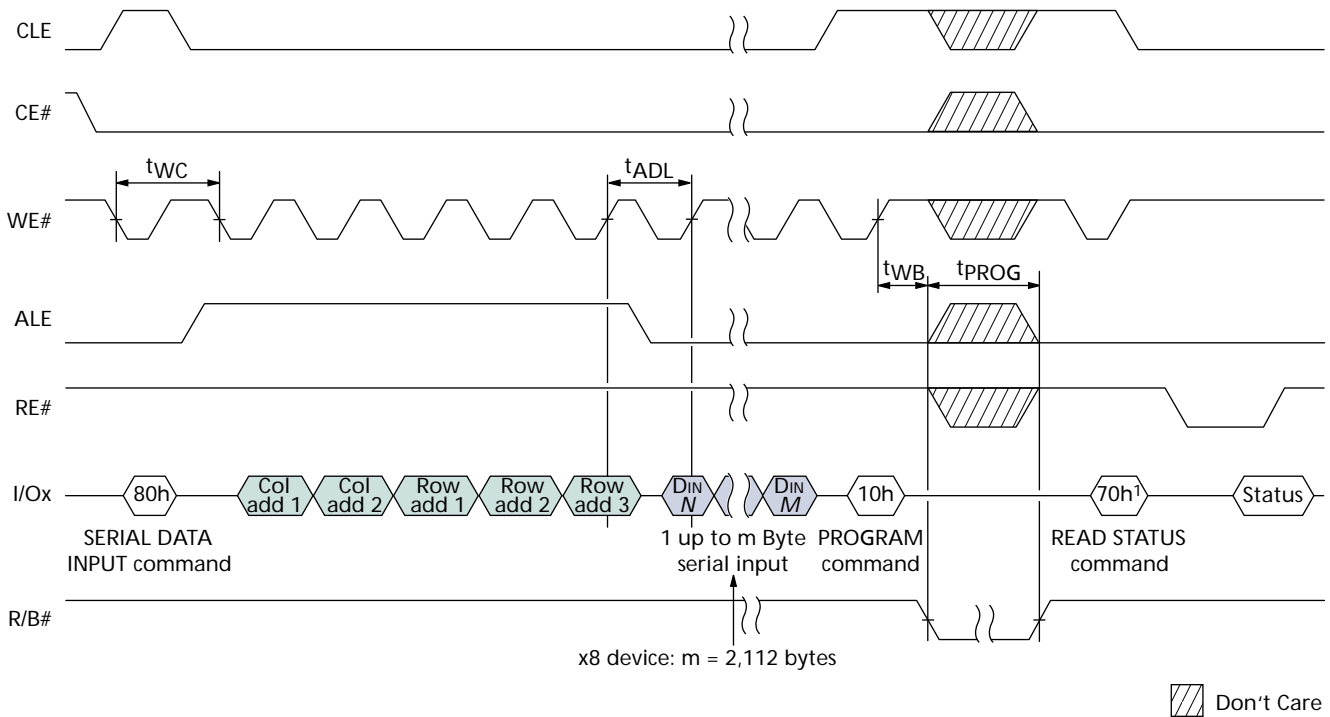 CLE
CE#
tWC
tADL
WE#
tWB
tPROG
ALE
RE#
I/Ox
80h
Col
add 1
Col
add 2
Row
add 1
Row
add 2
Row
add 3
DIN
N
DIN
M
10h
70h1
Status
SERIAL DATA
INPUT command
1 up to m Byte
serial input
PROGRAM
command
READ STATUS
command
R/B#
x8 device: m = 2,112 bytes
Don't Care